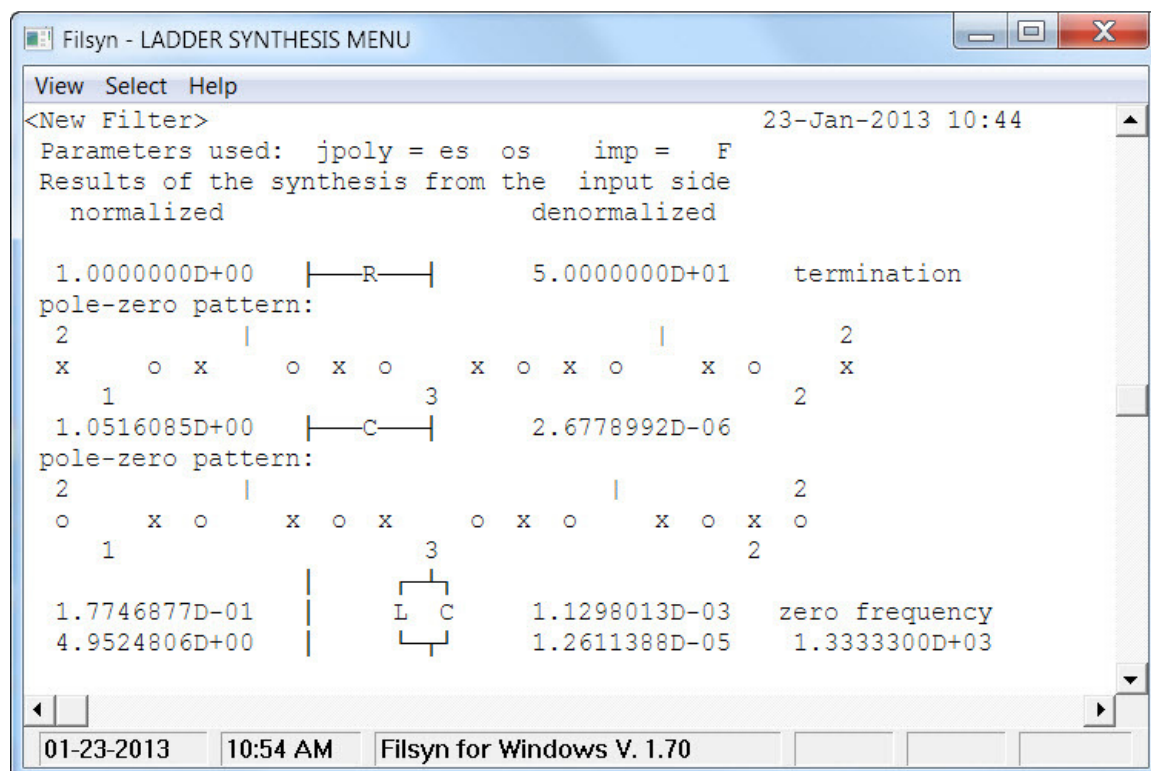 Filsyn - LADDER SYNTHESIS MENU
View Select Help
<New Filter> 23-Jan-2013 10:44
Parameters used: jpoly = es os imp = F
Results of the synthesis from the input side
normalized denormalized
1.0000000D+00 R 5.0000000D+01 termination
pole-zero pattern:
2 | | 2
x o x o x o x o x o x o x
1 3 2
1.0516085D+00 C 2.6778992D-06
pole-zero pattern:
2 | | 2
o x o x o x o x o x o x o
1 3 2
1.7746877D-01 L C 1.1298013D-03 zero frequency
4.9524806D+00 1.2611388D-05 1.3333300D+03
01-23-2013 10:54 AM Filsyn for Windows V. 1.70